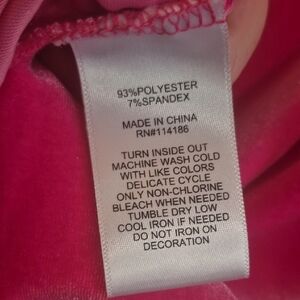 93%POLYESTER
7%SPANDEX
MADE IN CHINA
RN#114186
TURN INSIDE OUT
MACHINE WASH COLD
WITH LIKE COLORS
DELICATE CYCLE
ONLY NON-CHLORINE
BLEACH WHEN NEEDED
TUMBLE DRY LOW
COOL IRON IF NEEDED
DO NOT IRON ON
DECORATION